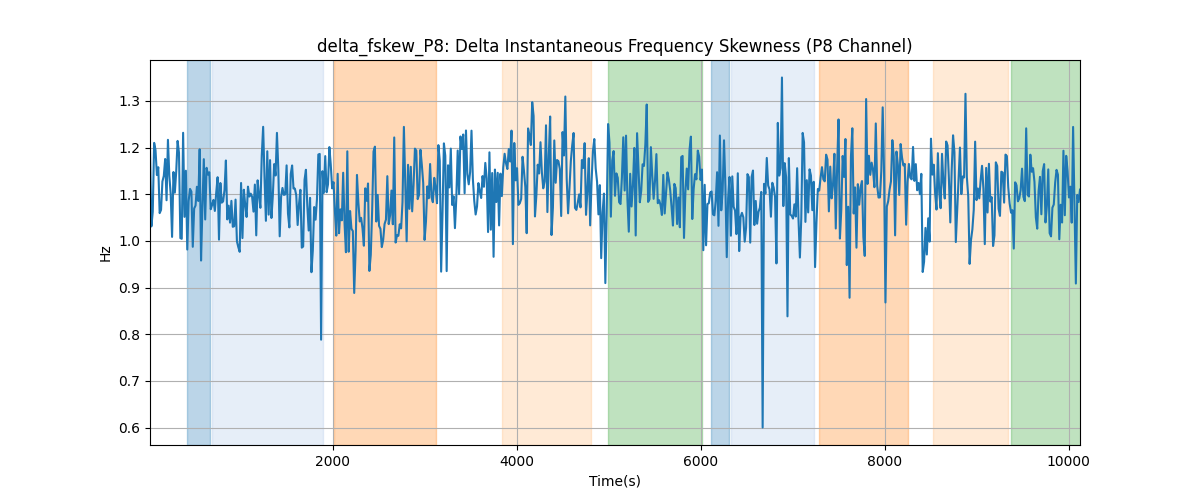 delta_fskew_P8: Delta Instantaneous Frequency Skewness (P8 Channel)
Hz
1.3
1.2
1.1
1.0
0.9
0.8
0.7
0.6
2000 4000 6000 8000 10000
Time(s)